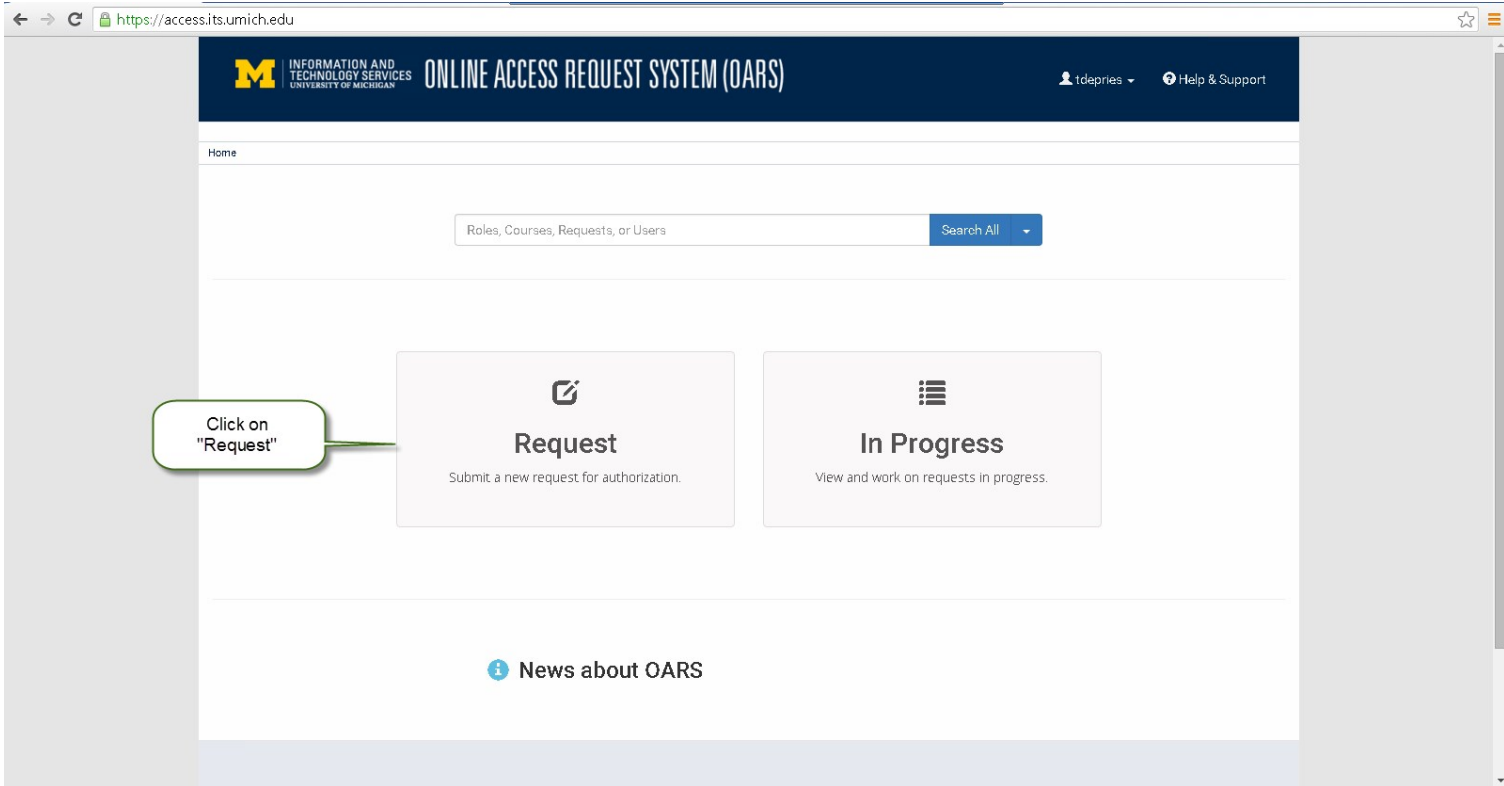 https://access.its.umich.edu
M INFORMATION AND
TECHNOLOGY SERVICES
UNIVERSITY OF MICHIGAN
ONLINE ACCESS REQUEST SYSTEM (OARS)
tdepries
Help & Support
Home
Roles, Courses, Requests, or Users
Search All
Click on
"Request"
Request
Submit a new request for authorization.
In Progress
View and work on requests in progress.
News about OARS